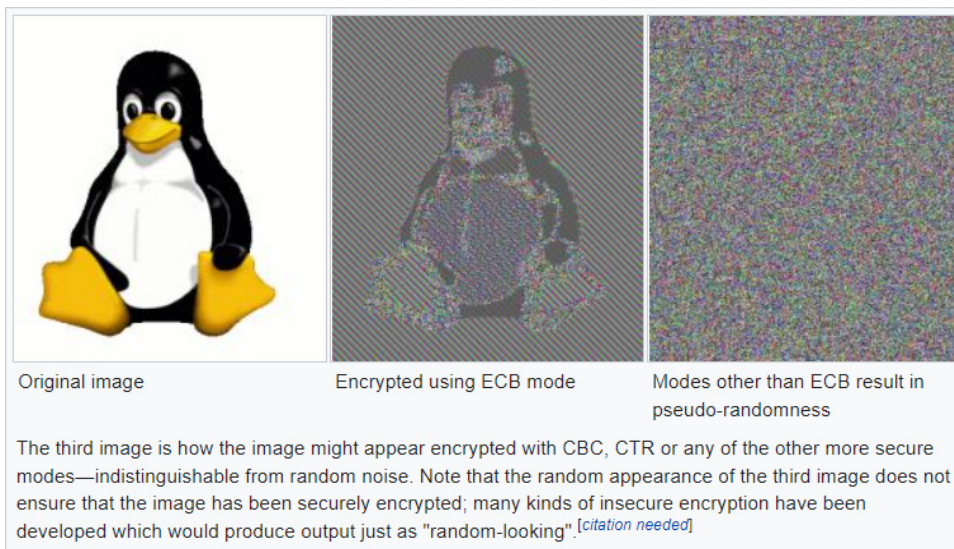 Original image
Encrypted using ECB mode
Modes other than ECB result in
pseudo-randomness
The third image is how the image might appear encrypted with CBC, CTR or any of the other more secure
modes—indistinguishable from random noise. Note that the random appearance of the third image does not
ensure that the image has been securely encrypted; many kinds of insecure encryption have been
developed which would produce output just as "random-looking".[citation needed]